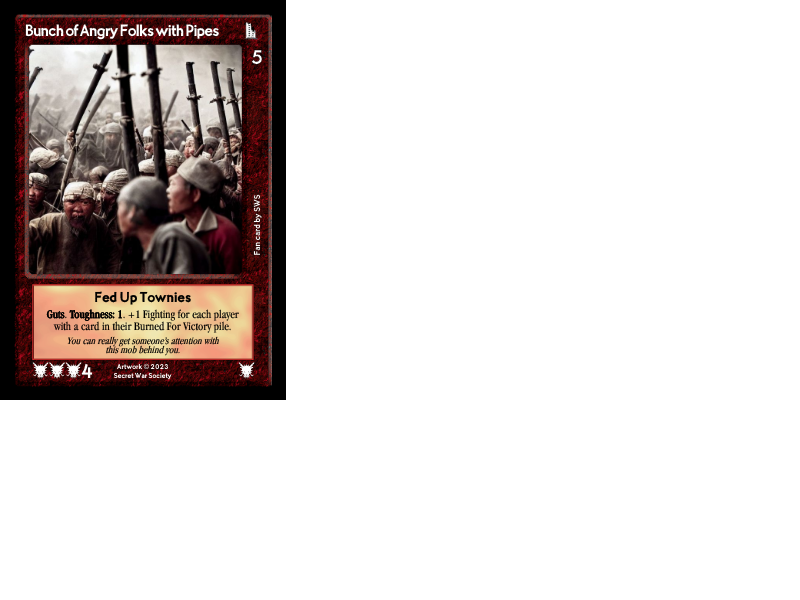 Bunch of Angry Folks with Pipes
5
Fan card by SWS
Fed Up Townies
Guts. Toughness: 1. +1 Fighting for each player
with a card in their Burned For Victory pile.
You can really get someone's attention with
this mob behind you.
4
Artwork © 2023
Secret War Society